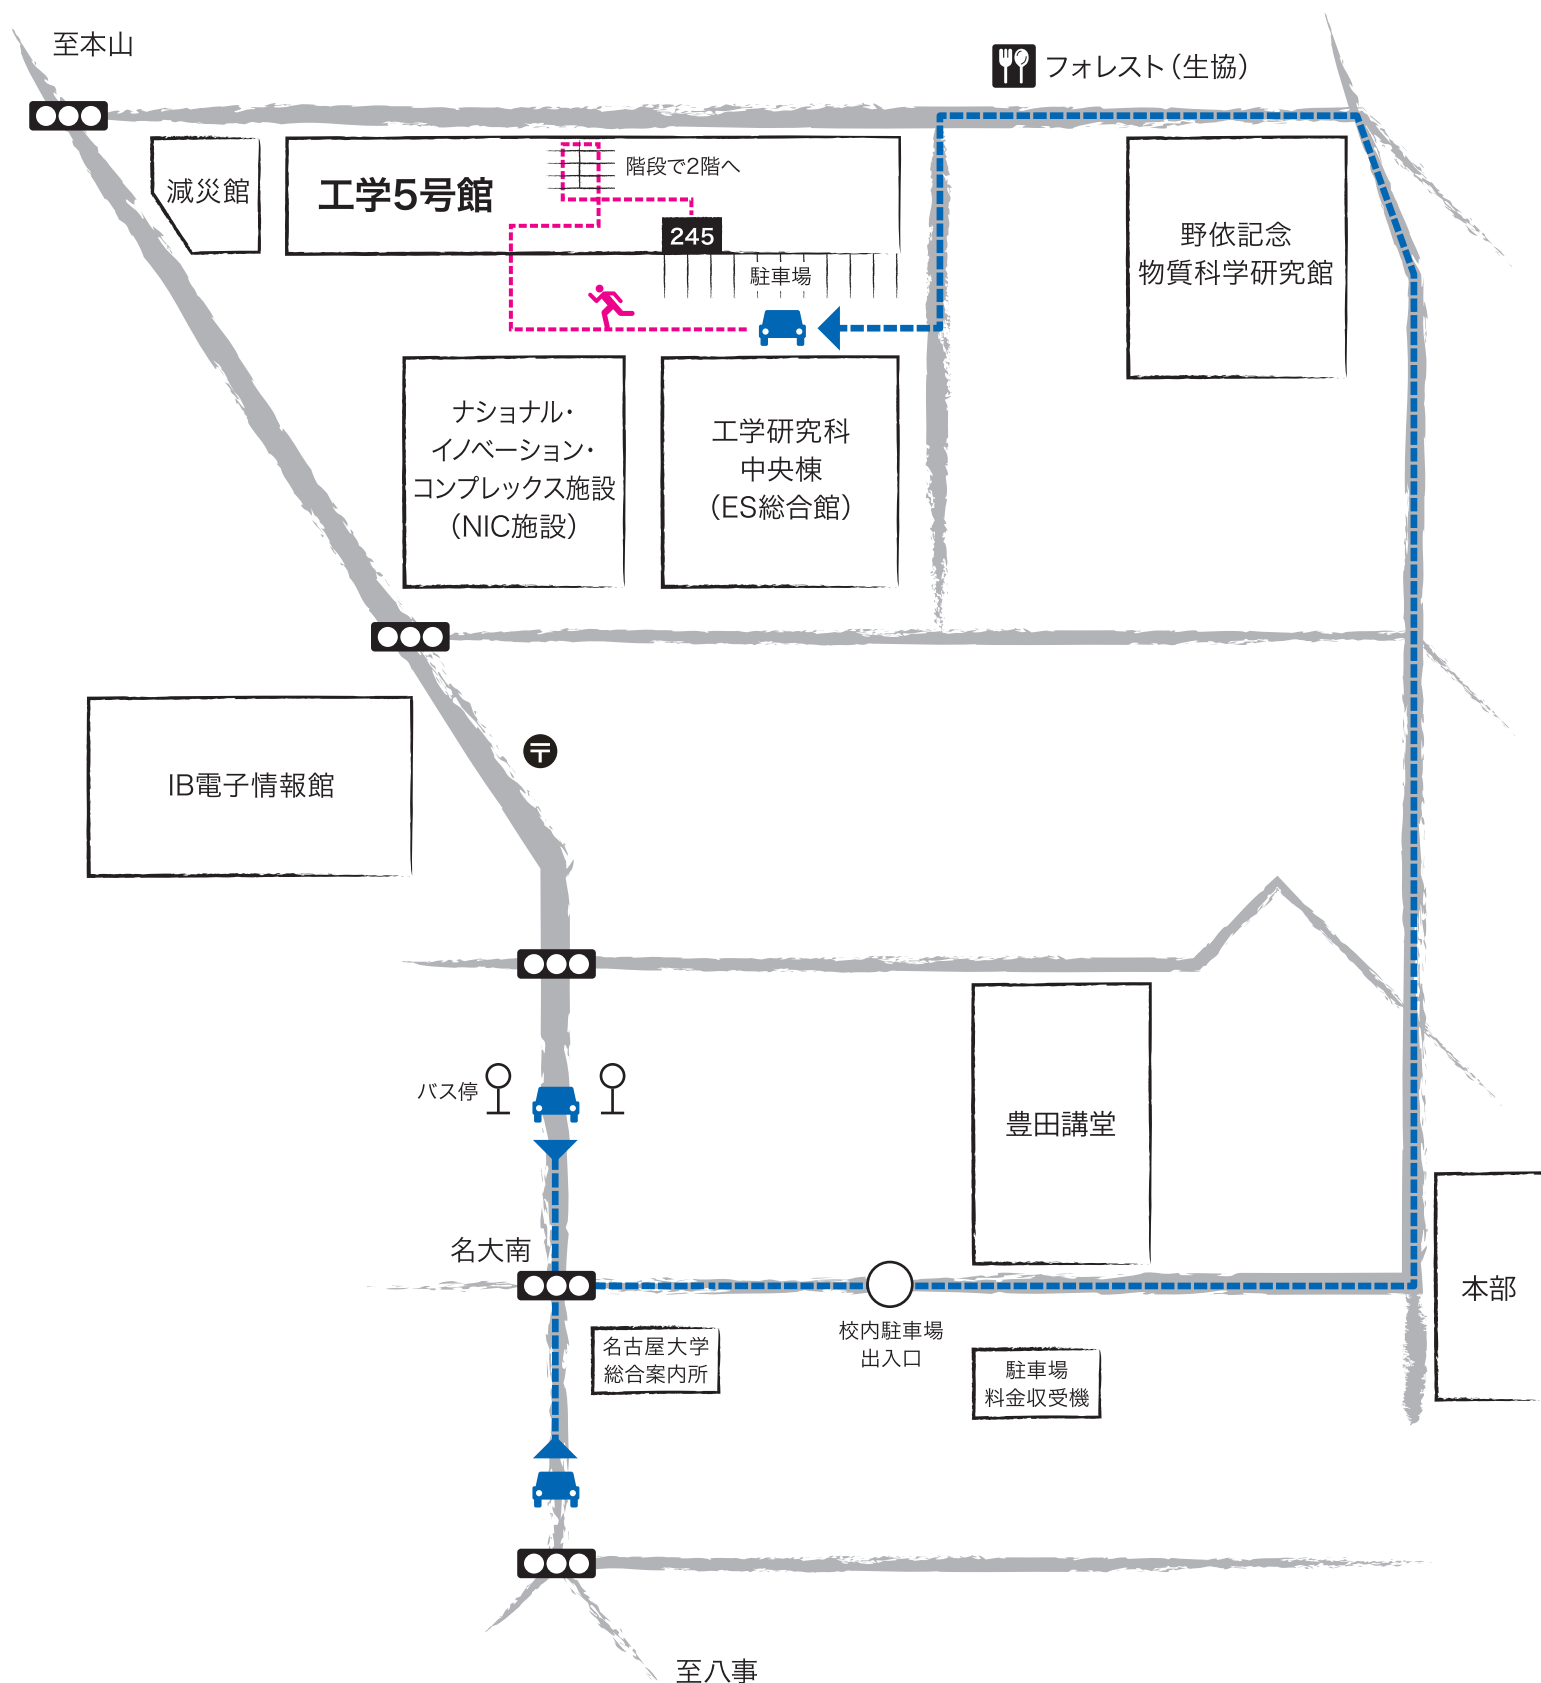 至本山
フォレスト（生協）
減災館
工学5号館
階段で2階へ
245
駐車場
野依記念
物質科学研究館
ナショナル・
イノベーション・
コンプレックス施設
（NIC施設）
工学研究科
中央棟
（ES総合館）
〒
IB電子情報館
バス停
豊田講堂
名大南
本部
名古屋大学
総合案内所
校内駐車場
出入口
駐車場
料金収受機
至八事